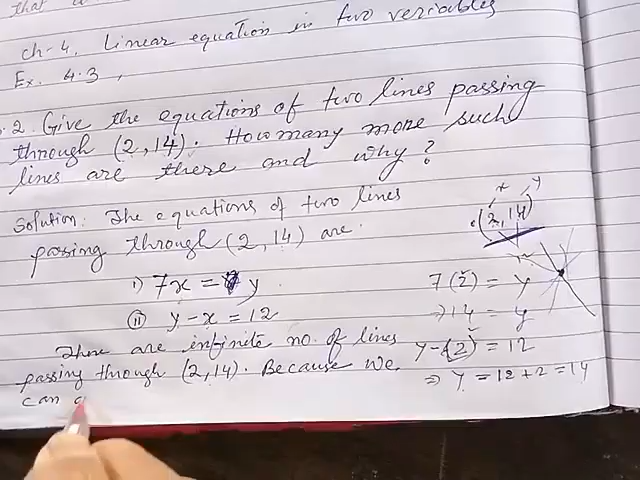 that
ch-4, Linear equation in two veriables
Ex. 4.3,
2. Give the equations of two lines passing
through (2,14). How many more such
lines are there and why?
Solution: The equations of two lines
passing through (2,14) are.
x y
(2,14)
i) 7x = y
7(2) = y
(ii) y-x = 12
⇒14 = y
There are infinite no. of lines
y-(2) = 12
passing through (2,14). Because we
⇒ y = 12+2 = 14
can